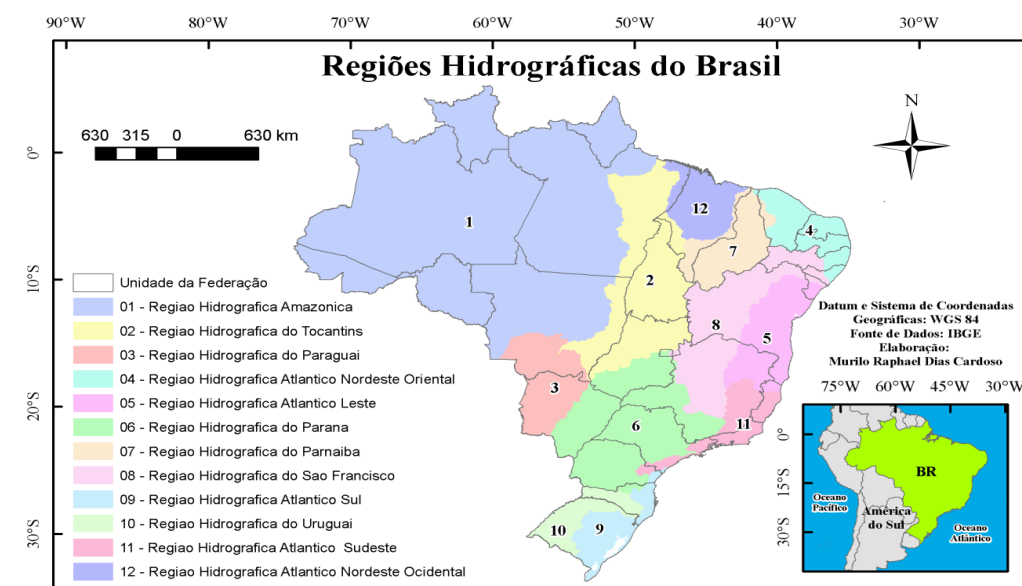 90°W 80°W 70°W 60°W 50°W 40°W 30°W
Regiões Hidrográficas do Brasil
N
630 315 0 630 km
0°
10°S
20°S
30°S
1
2
3
4
5
6
7
8
9
10
11
12
Unidade da Federação
01 - Regiao Hidrografica Amazonica
02 - Regiao Hidrografica do Tocantins
03 - Regiao Hidrografica do Paraguai
04 - Regiao Hidrografica Atlantico Nordeste Oriental
05 - Regiao Hidrografica Atlantico Leste
06 - Regiao Hidrografica do Parana
07 - Regiao Hidrografica do Parnaiba
08 - Regiao Hidrografica do Sao Francisco
09 - Regiao Hidrografica Atlantico Sul
10 - Regiao Hidrografica do Uruguai
11 - Regiao Hidrografica Atlantico Sudeste
12 - Regiao Hidrografica Atlantico Nordeste Ocidental
Datum e Sistema de Coordenadas
Geográficas: WGS 84
Fonte de Dados: IBGE
Elaboração:
Murilo Raphael Dias Cardoso
75°W 60°W 45°W 30°W
0°
15°S
30°S
BR
Oceano
Pacífico
América
do Sul
Oceano
Atlântico